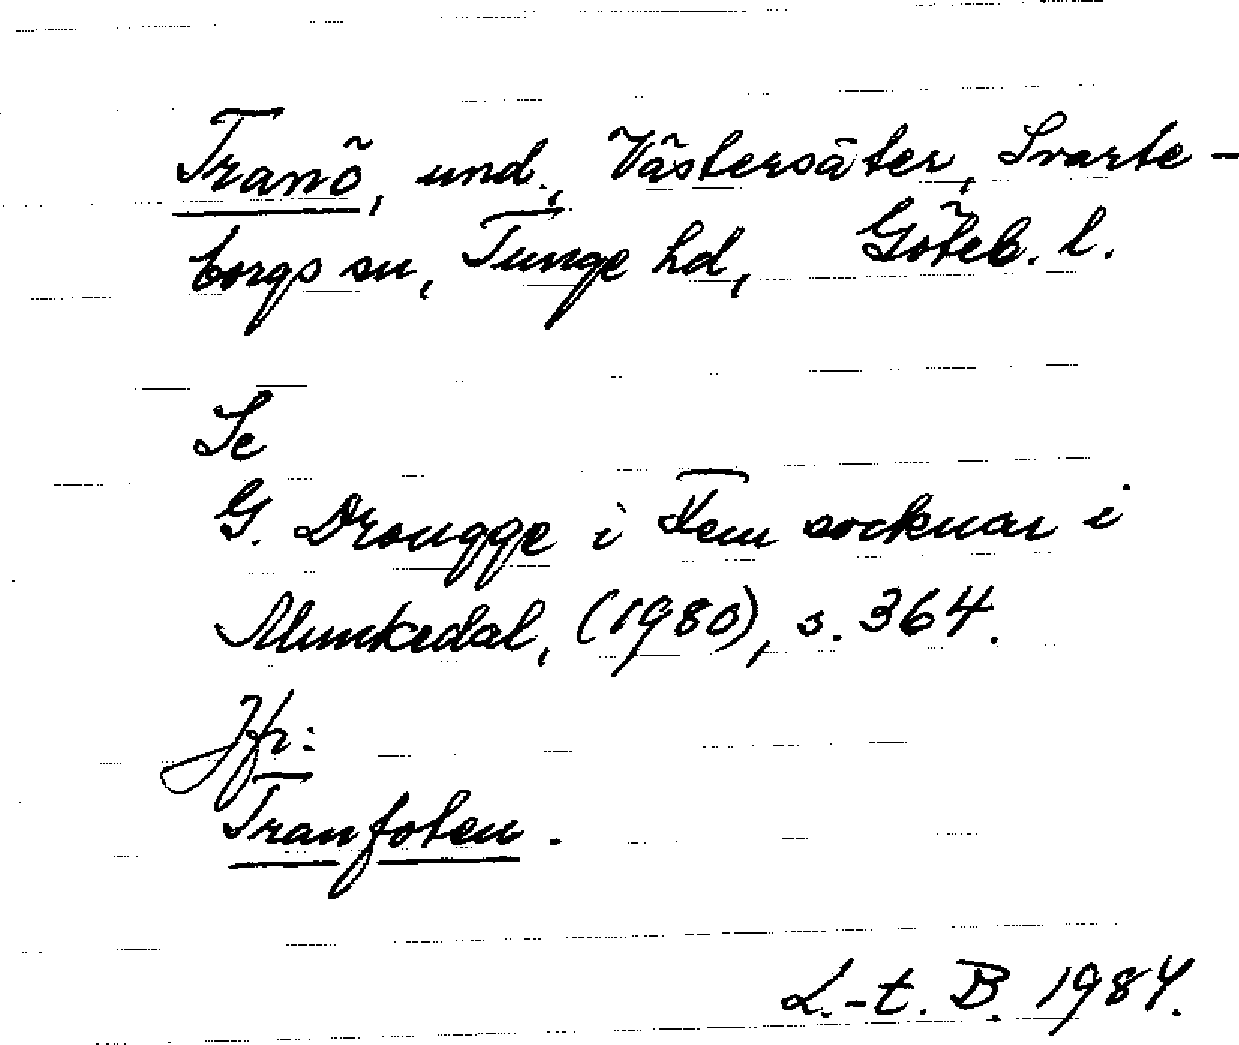 Tranö, und., Västersäter, Svarte-
borgs sn, Tunge hd, Göteb. l.
Se
G. Drougge i Fem socknar i
Munkedal, (1980), s. 364.
Jfr:
Tranfoten.
L.-t. B. 1984.